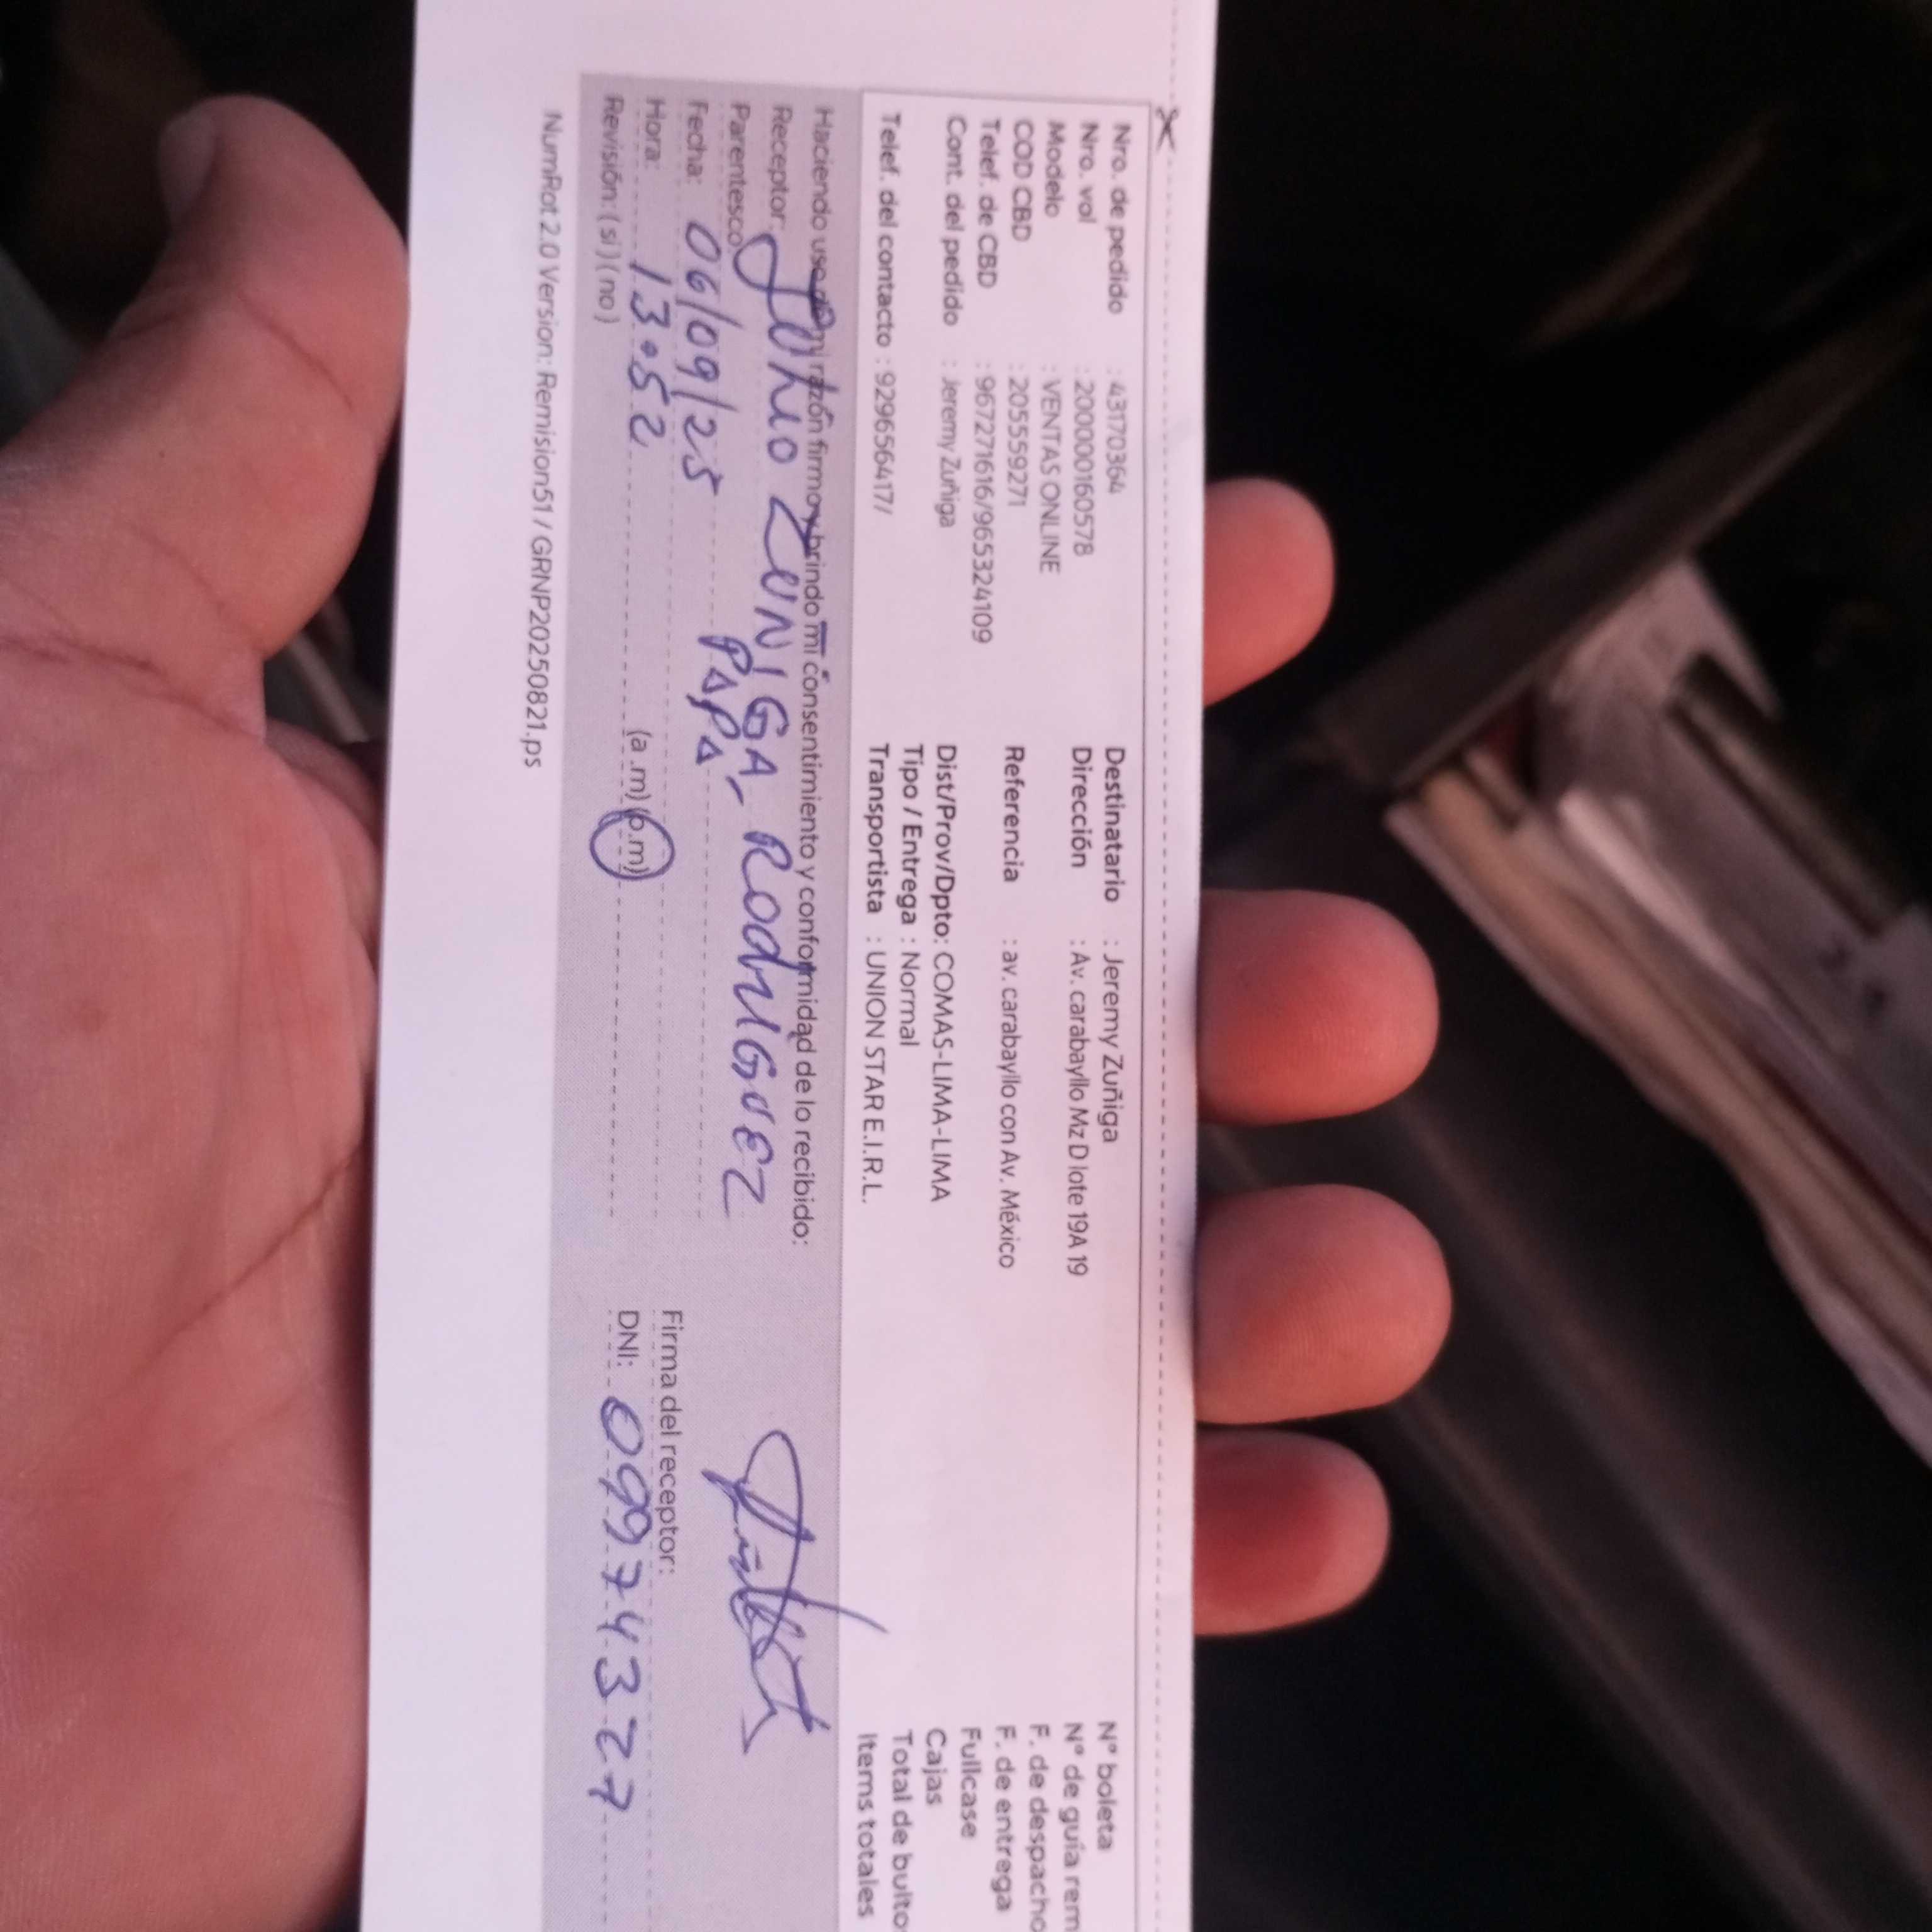 Nro. de pedido : 43170364
Nro. vol : 200000160578
Modelo : VENTAS ONLINE
COD CBD : 205559271
Telef. de CBD : 967271616/965324109
Cont. del pedido : Jeremy Zuñiga
Telef. del contacto : 929656417/
Destinatario : Jeremy Zuñiga
Dirección : Av. carabayllo Mz D lote 19A 19
Referencia : av. carabayllo con Av. México
Dist/Prov/Dpto: COMAS-LIMA-LIMA
Tipo / Entrega : Normal
Transportista : UNION STAR E.I.R.L.
N° boleta
N° de guía rem
F. de despacho
F. de entrega
Fullcase
Cajas
Total de bulto
Items totales
Haciendo uso de mi razón firmo y brindo mi consentimiento y conformidad de lo recibido:
Receptor: ZUNIGA RODRIGUEZ
Parentesco: PAPA
Fecha: 06/09/25
Hora: 13:52 (a .m) (p.m)
Revisión: ( si ) ( no )
Firma del receptor:
DNI: 09974327
NumRot 2.0 Version: Remision51 / GRNP20250821.ps